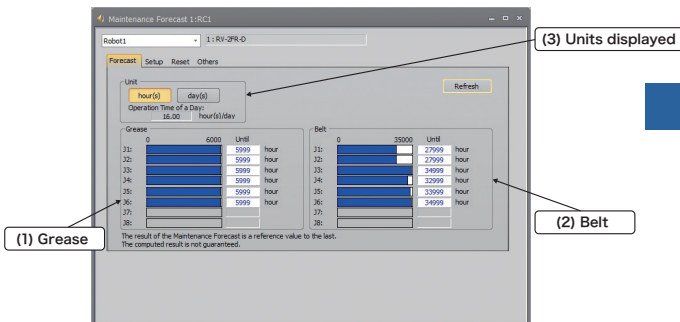 Maintenance Forecast 1:RC1
Robot1 1 : RV-2FR-D
Forecast Setup Reset Others
Unit
hour(s) day(s)
Refresh
Operation Time of a Day:
16.00 hour(s)/day
Grease
0 6000 Until
J1: 5999 hour
J2: 5999 hour
J3: 5999 hour
J4: 5999 hour
J5: 5999 hour
J6: 5999 hour
J7:
J8:
Belt
0 35000 Until
J1: 27999 hour
J2: 27999 hour
J3: 34999 hour
J4: 32999 hour
J5: 33999 hour
J6: 34999 hour
J7:
J8:
The result of the Maintenance Forecast is a reference value to the last.
The computed result is not guaranteed.
(1) Grease
(2) Belt
(3) Units displayed